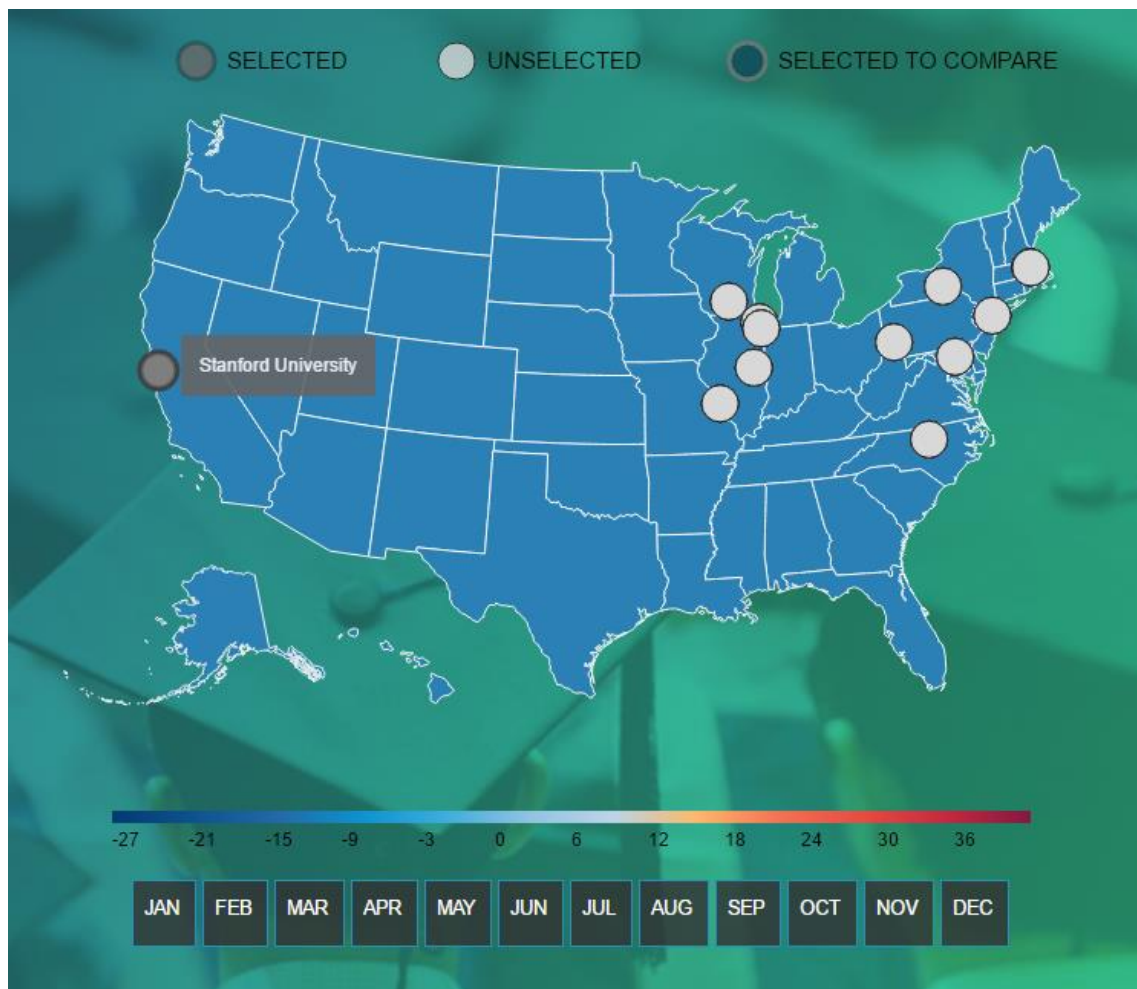 SELECTED UNSELECTED SELECTED TO COMPARE
Stanford University
-27 -21 -15 -9 -3 0 6 12 18 24 30 36
JAN FEB MAR APR MAY JUN JUL AUG SEP OCT NOV DEC